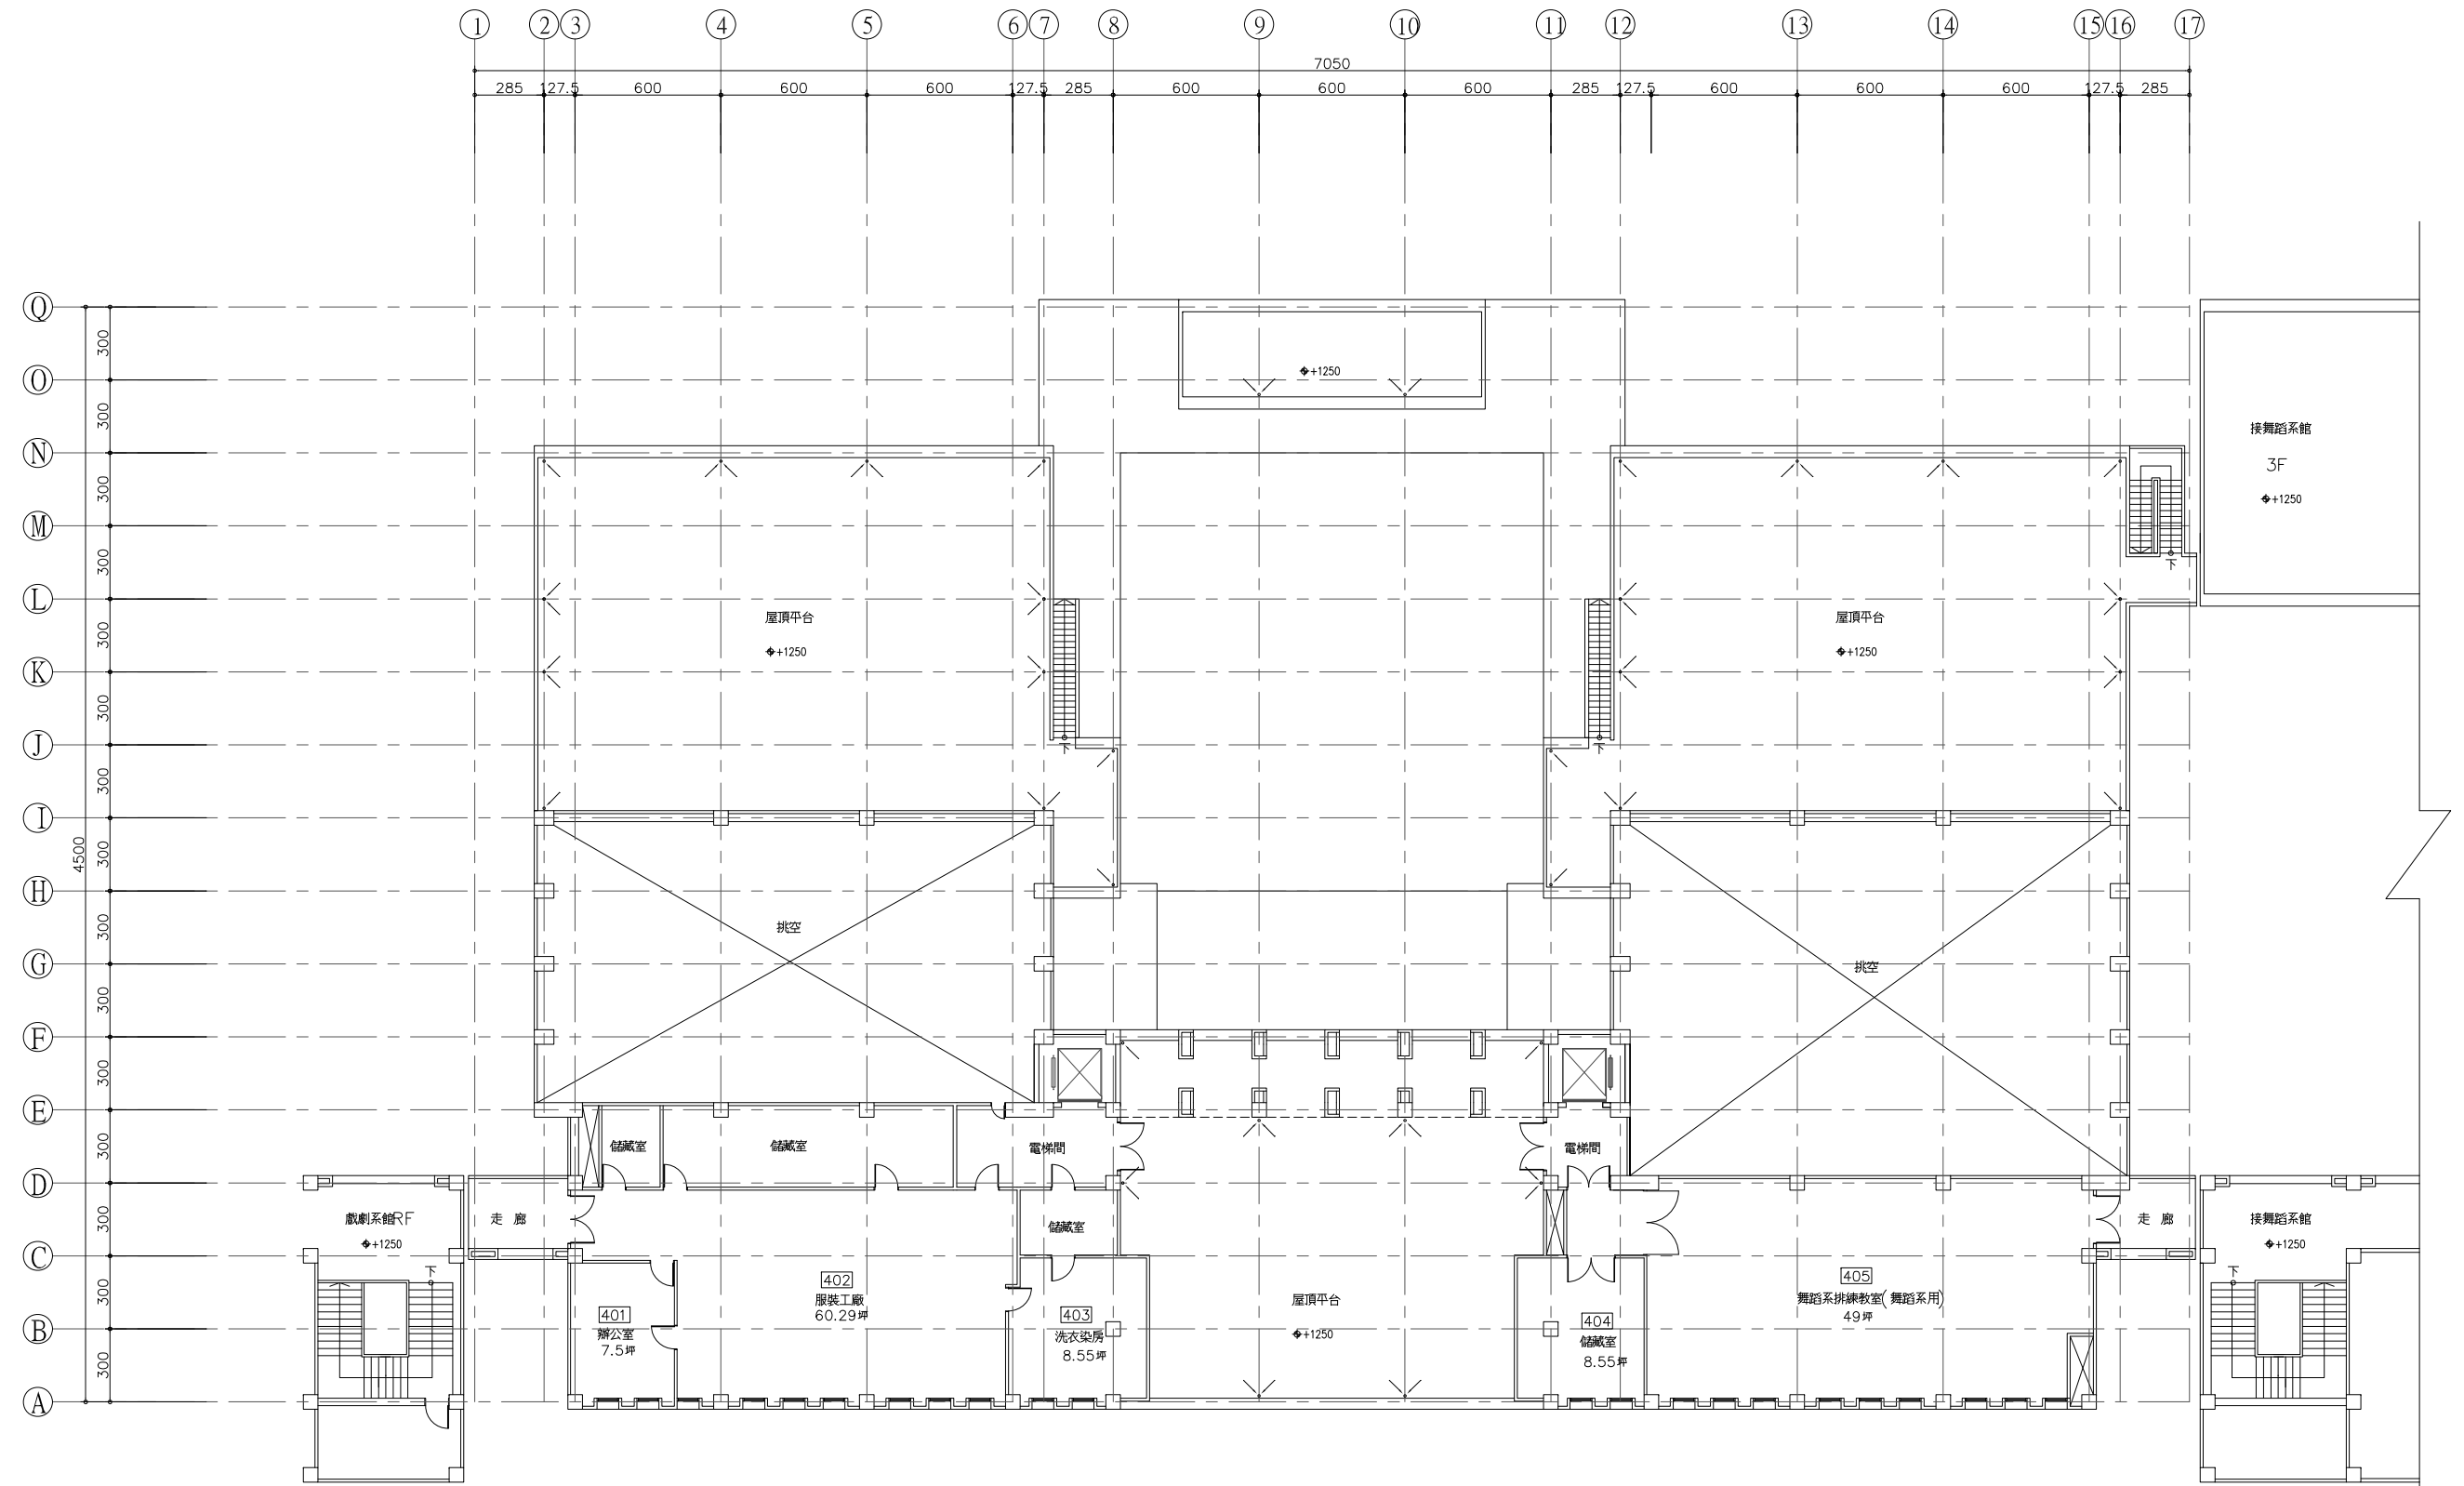 1 2 3 4 5 6 7 8 9 10 11 12 13 14 15 16 17
7050
285 127.5 600 600 600 127.5 285 600 600 600 285 127.5 600 600 600 127.5 285
Q
300
O
300
N
300
M
300
L
300
K
300
J
300
I
4500
300
H
300
G
300
F
300
E
300
D
300
C
300
B
300
A
+1250
接舞蹈系館
3F
+1250
下
屋頂平台
+1250
屋頂平台
+1250
下
下
挑空
挑空
儲藏室
儲藏室
電梯間
電梯間
戲劇系館RF
+1250
下
走 廊
儲藏室
走 廊
接舞蹈系館
+1250
下
401
辦公室
7.5坪
402
服裝工廠
60.29坪
403
洗衣染房
8.55坪
屋頂平台
+1250
404
儲藏室
8.55坪
405
舞蹈系排練教室(舞蹈系用)
49坪